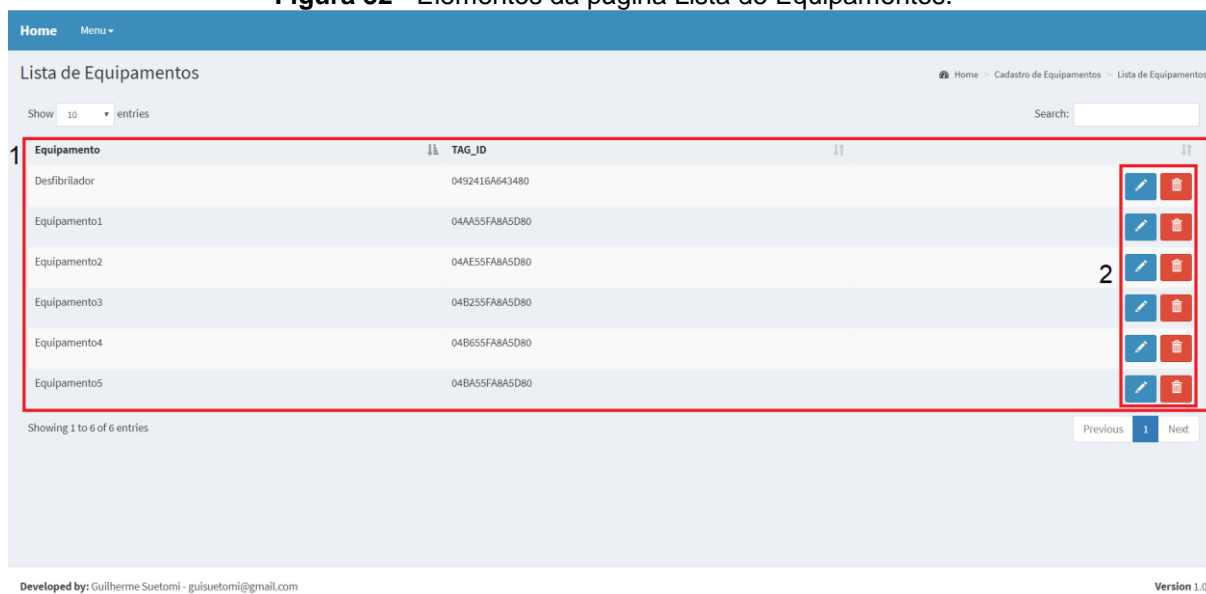 Figura 32 - Elementos da página Lista de Equipamentos.
Home Menu
Lista de Equipamentos
Home > Cadastro de Equipamentos > Lista de Equipamentos
Show 10 entries
Search:
1
Equipamento TAG_ID
Desfibrilador 0492416A643480
Equipamento1 04AA55FA8A5D80
Equipamento2 04AE55FA8A5D80
2
Equipamento3 04B255FA8A5D80
Equipamento4 04B655FA8A5D80
Equipamento5 04BA55FA8A5D80
Showing 1 to 6 of 6 entries
Previous 1 Next
Developed by: Guilherme Suetomi - guisuetomi@gmail.com
Version 1.0